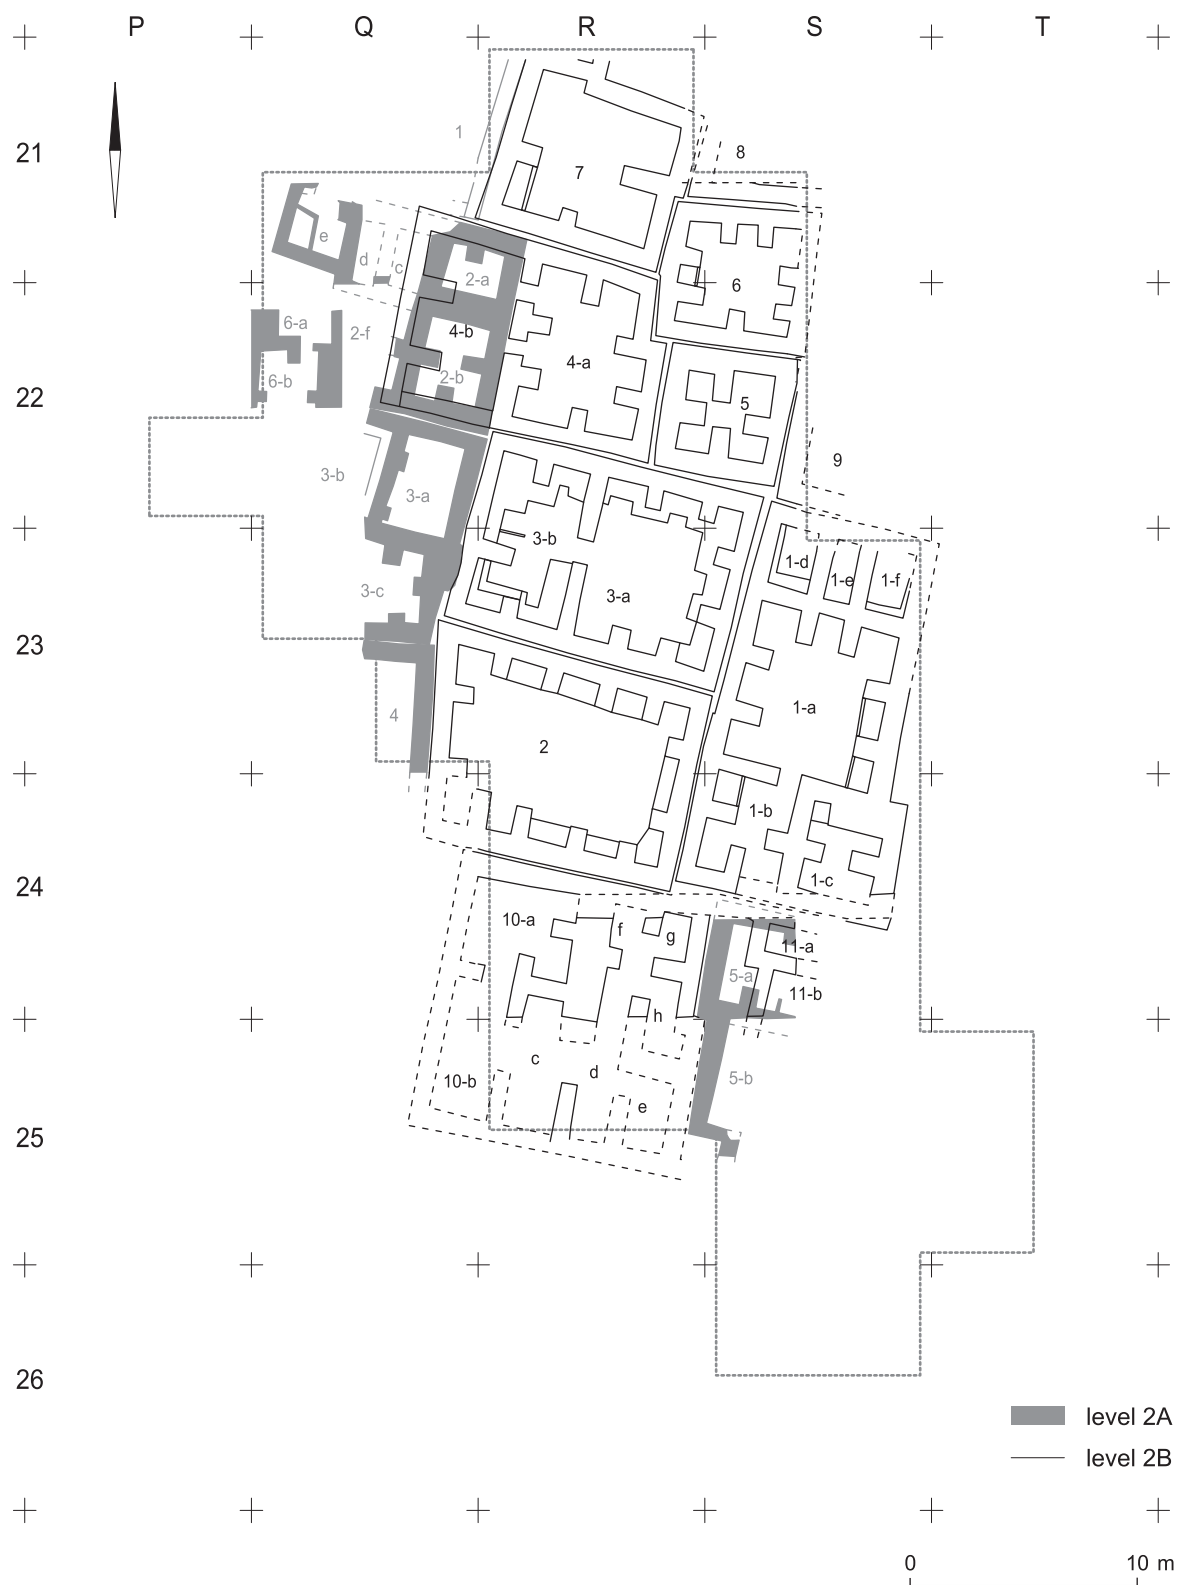 P Q R S T
1
21
8
7
e
d
c
2-a
6
6-a
2-f
4-b
4-a
6-b
2-b
22
5
9
3-b
3-a
3-b
1-d
1-e
1-f
3-c
3-a
23
1-a
4
2
1-b
1-c
24
10-a
f
g
11-a
5-a
11-b
h
c
d
10-b
5-b
e
25
26
level 2A
level 2B
0 10 m